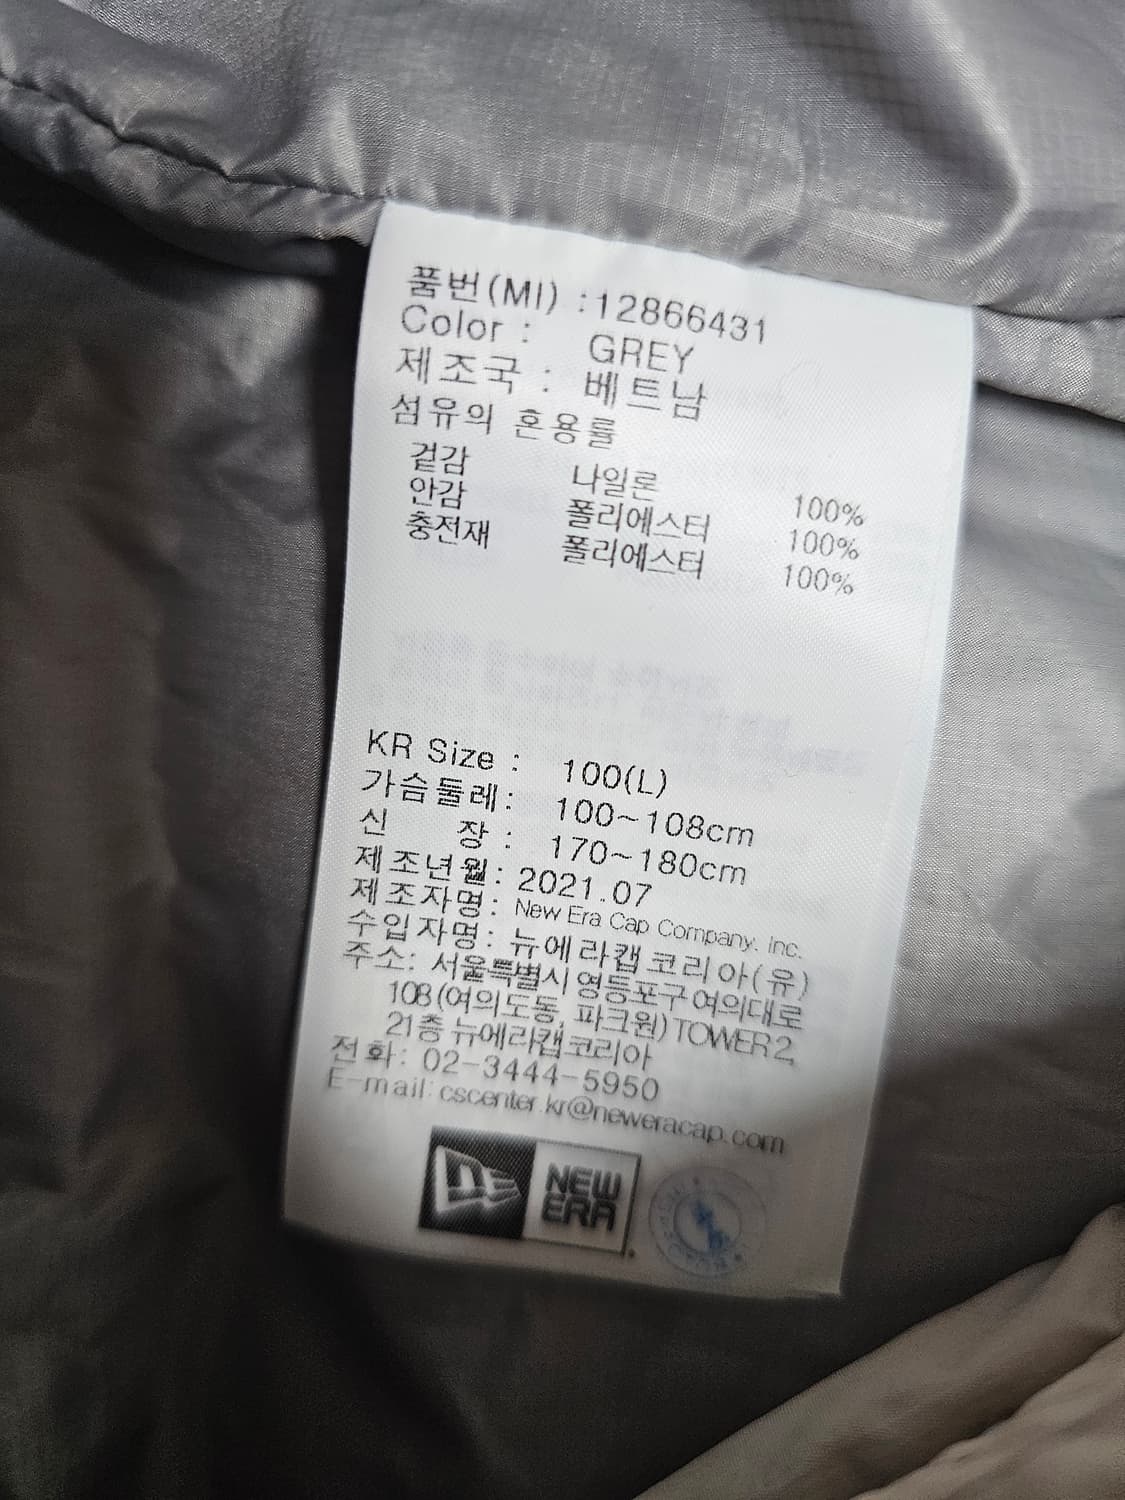 품번(MI) :12866431
Color : GREY
제조국 : 베트남
섬유의 혼용률
겉감 나일론 100%
안감 폴리에스터 100%
충전재 폴리에스터 100%
KR Size : 100(L)
가슴둘레: 100~108cm
신 장 : 170~180cm
제조년월: 2021.07
제조자명: New Era Cap Company. Inc.
수입자명: 뉴에라캡코리아(유)
주소: 서울특별시 영등포구 여의대로
108(여의도동, 파크원) TOWER 2,
21층 뉴에라캡코리아
전화: 02-3444-5950
E-mail: cscenter.kr@neweracap.com
NEW
ERA